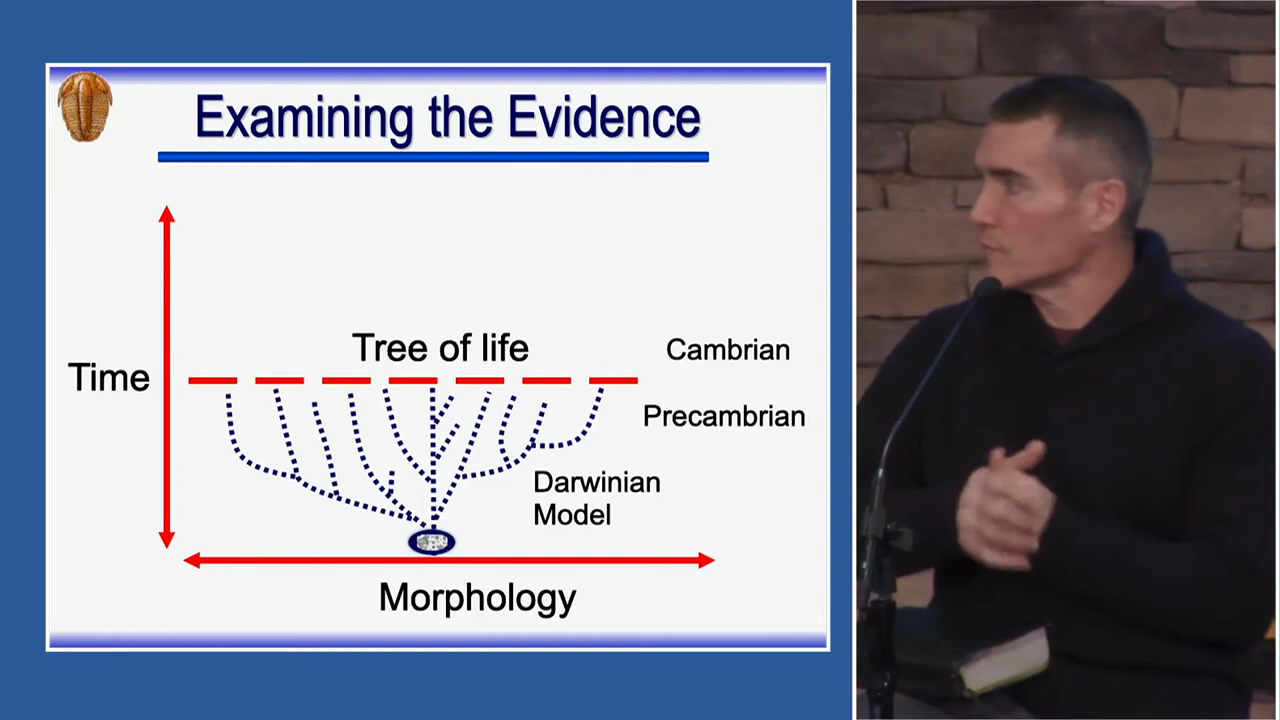 Examining the Evidence
Tree of life
Cambrian
Time
Precambrian
Darwinian
Model
Morphology